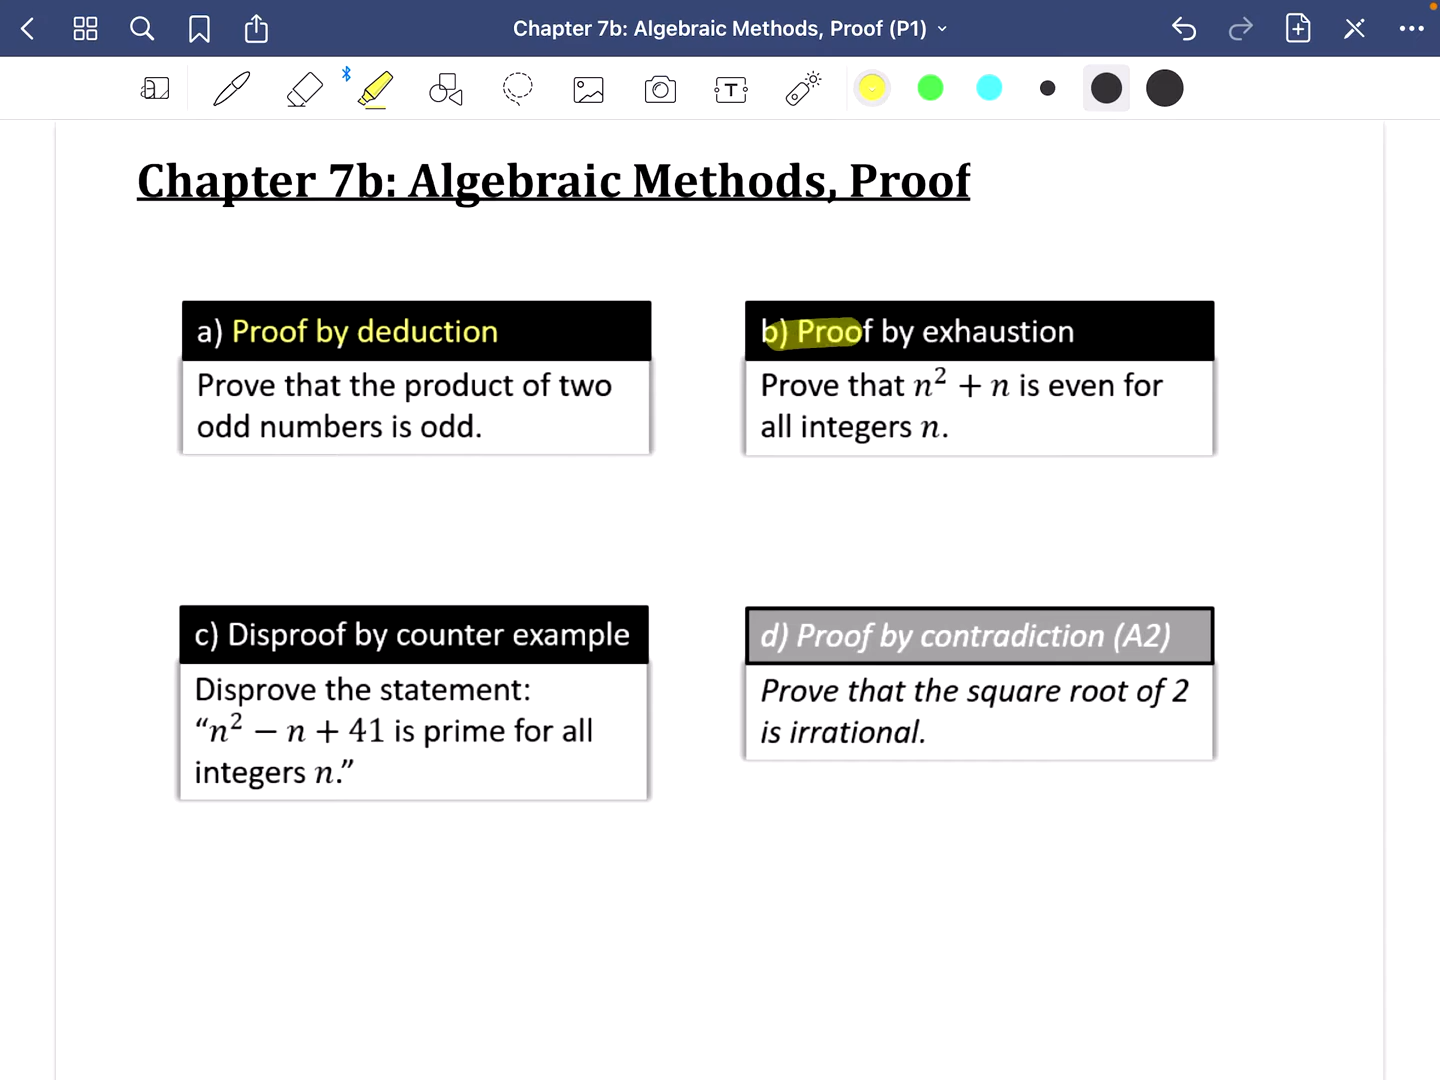 Chapter 7b: Algebraic Methods, Proof (P1)
Chapter 7b: Algebraic Methods, Proof
a) Proof by deduction
Prove that the product of two
odd numbers is odd.
b) Proof by exhaustion
Prove that n² + n is even for
all integers n.
c) Disproof by counter example
Disprove the statement:
“n² − n + 41 is prime for all
integers n.”
d) Proof by contradiction (A2)
Prove that the square root of 2
is irrational.